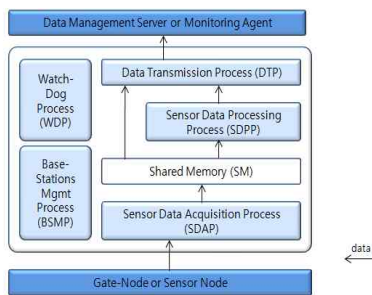 Data Management Server or Monitoring Agent
Watch-
Dog
Process
(WDP)
Data Transmission Process (DTP)
Sensor Data Processing
Process (SDPP)
Base-
Stations
Mgmt
Process
(BSMP)
Shared Memory (SM)
Sensor Data Acquisition Process
(SDAP)
data
Gate-Node or Sensor Node